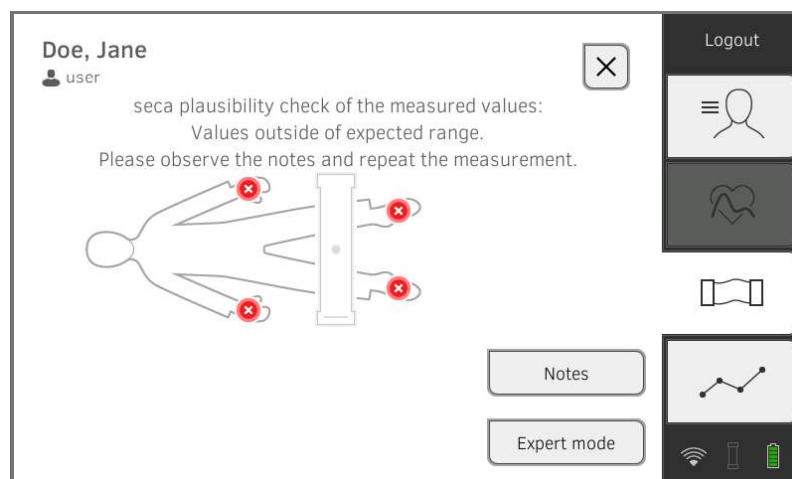 Doe, Jane
user
seca plausibility check of the measured values:
Values outside of expected range.
Please observe the notes and repeat the measurement.
Notes
Expert mode
Logout